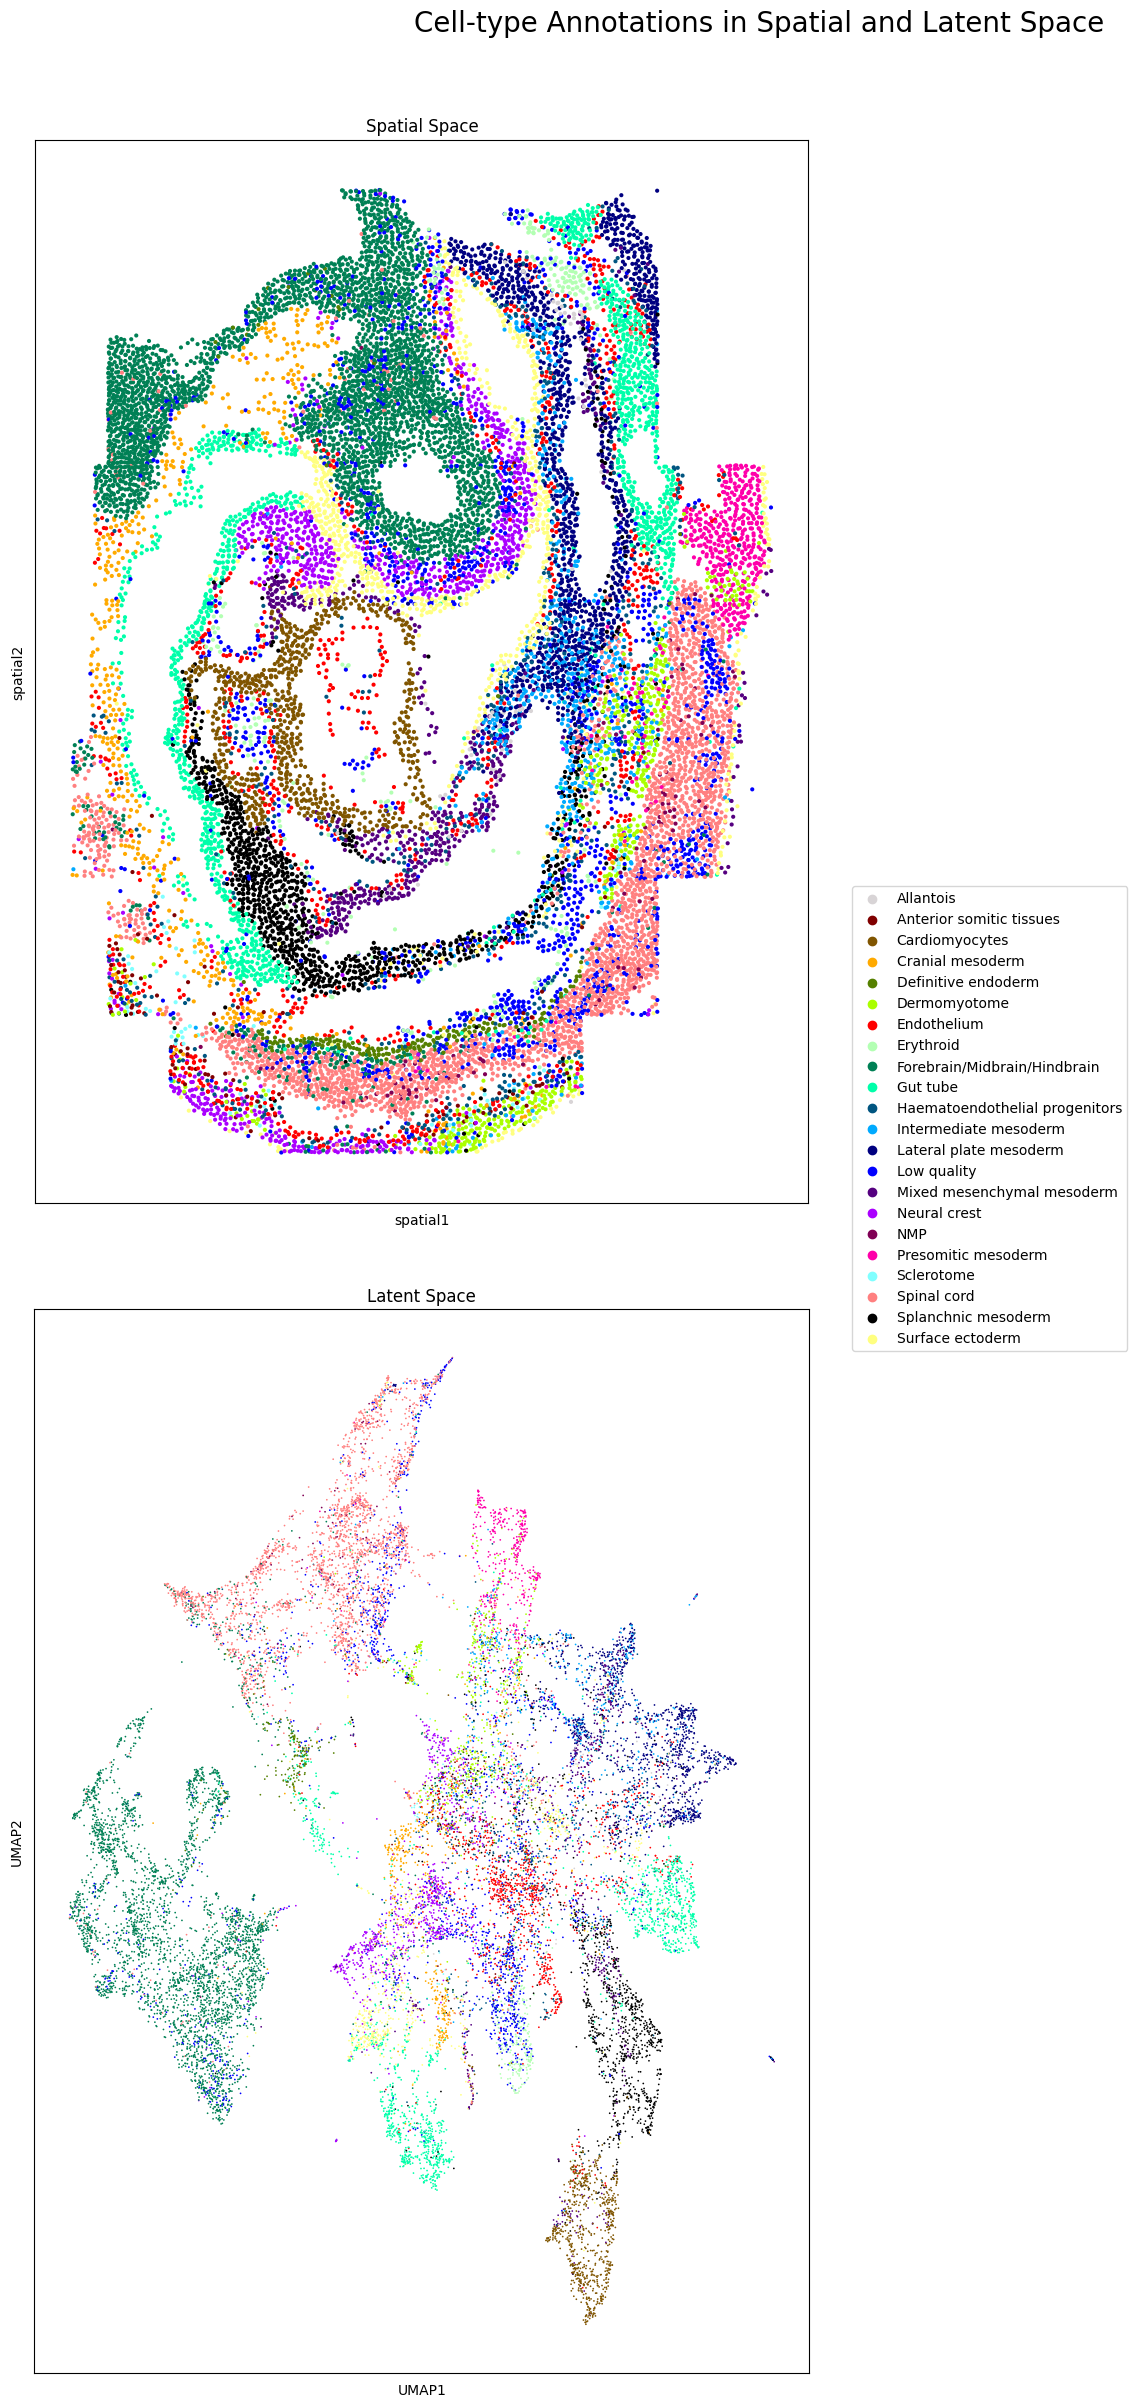 Cell-type Annotations in Spatial and Latent Space
Spatial Space
spatial2
spatial1
Allantois
Anterior somitic tissues
Cardiomyocytes
Cranial mesoderm
Definitive endoderm
Dermomyotome
Endothelium
Erythroid
Forebrain/Midbrain/Hindbrain
Gut tube
Haematoendothelial progenitors
Intermediate mesoderm
Lateral plate mesoderm
Low quality
Mixed mesenchymal mesoderm
Neural crest
NMP
Presomitic mesoderm
Sclerotome
Spinal cord
Splanchnic mesoderm
Surface ectoderm
Latent Space
UMAP2
UMAP1